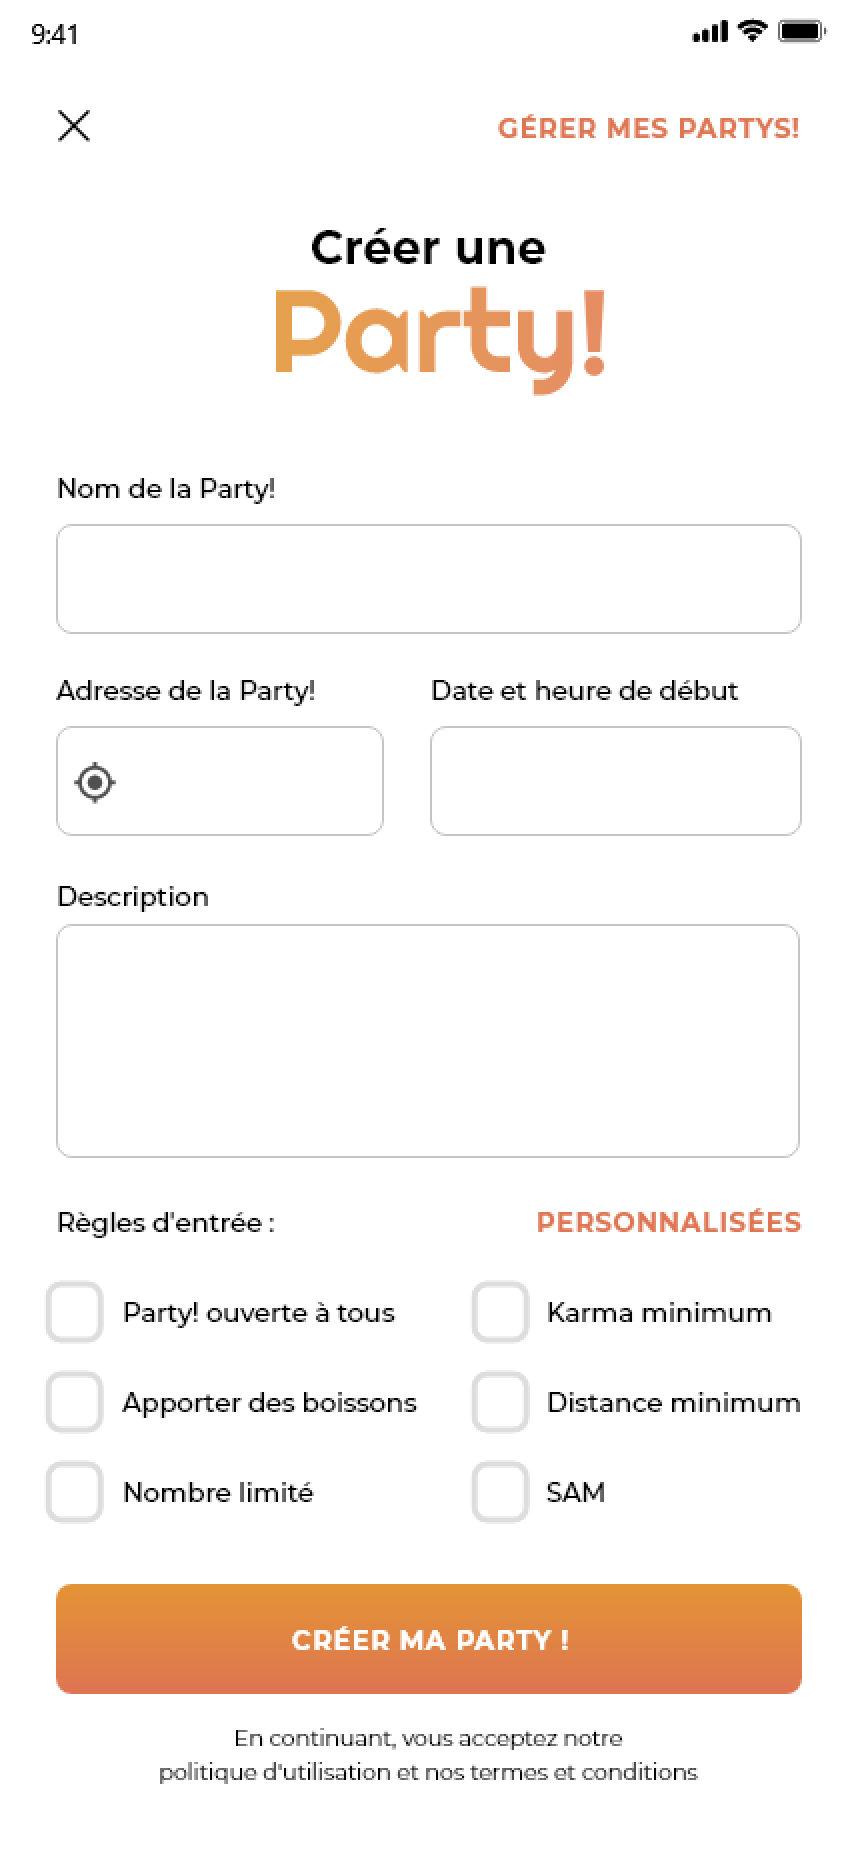 9:41
GÉRER MES PARTYS!
Créer une
Party!
Nom de la Party!
Adresse de la Party!
Date et heure de début
Description
Règles d'entrée :
PERSONNALISÉES
Party! ouverte à tous
Karma minimum
Apporter des boissons
Distance minimum
Nombre limité
SAM
CRÉER MA PARTY !
En continuant, vous acceptez notre
politique d'utilisation et nos termes et conditions